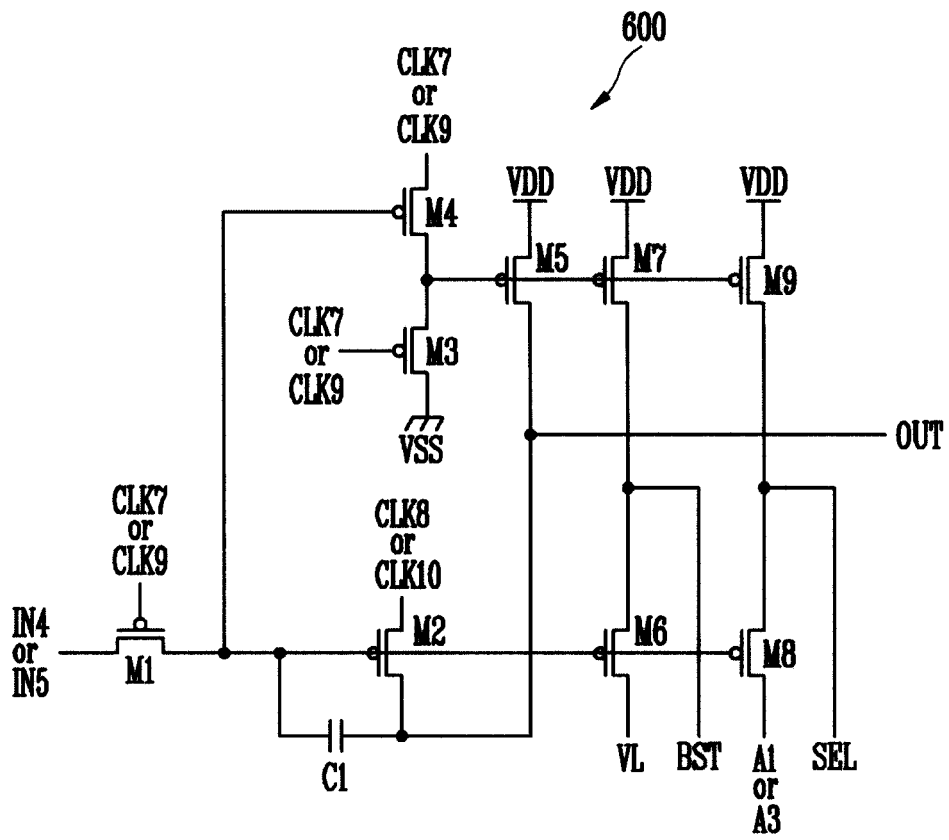 600
CLK7
or
CLK9
VDD
VDD
VDD
M4
M5
M7
M9
CLK7
or
CLK9
M3
VSS
OUT
CLK7
or
CLK9
CLK8
or
CLK10
IN4
or
IN5
M1
M2
M6
M8
C1
VL
BST
A1
or
A3
SEL